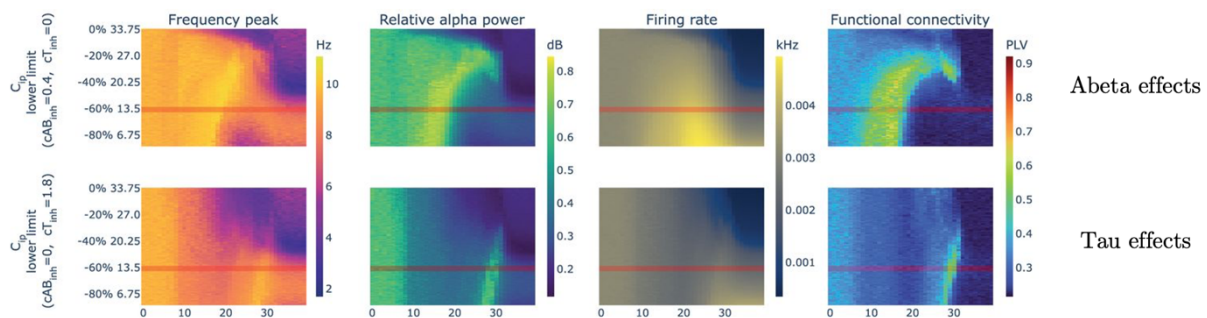 Frequency peak
Relative alpha power
Firing rate
Functional connectivity
C_ip
lower limit
(cAB_inh=0.4, cT_inh=0)
0% 33.75
-20% 27.0
-40% 20.25
-60% 13.5
-80% 6.75
Hz
10
8
6
4
2
dB
0.8
0.7
0.6
0.5
0.4
0.3
0.2
kHz
0.004
0.003
0.002
0.001
PLV
0.9
0.8
0.7
0.6
0.5
0.4
0.3
Abeta effects
C_ip
lower limit
(cAB_inh=0, cT_inh=1.8)
0% 33.75
-20% 27.0
-40% 20.25
-60% 13.5
-80% 6.75
Tau effects
0 10 20 30
0 10 20 30
0 10 20 30
0 10 20 30